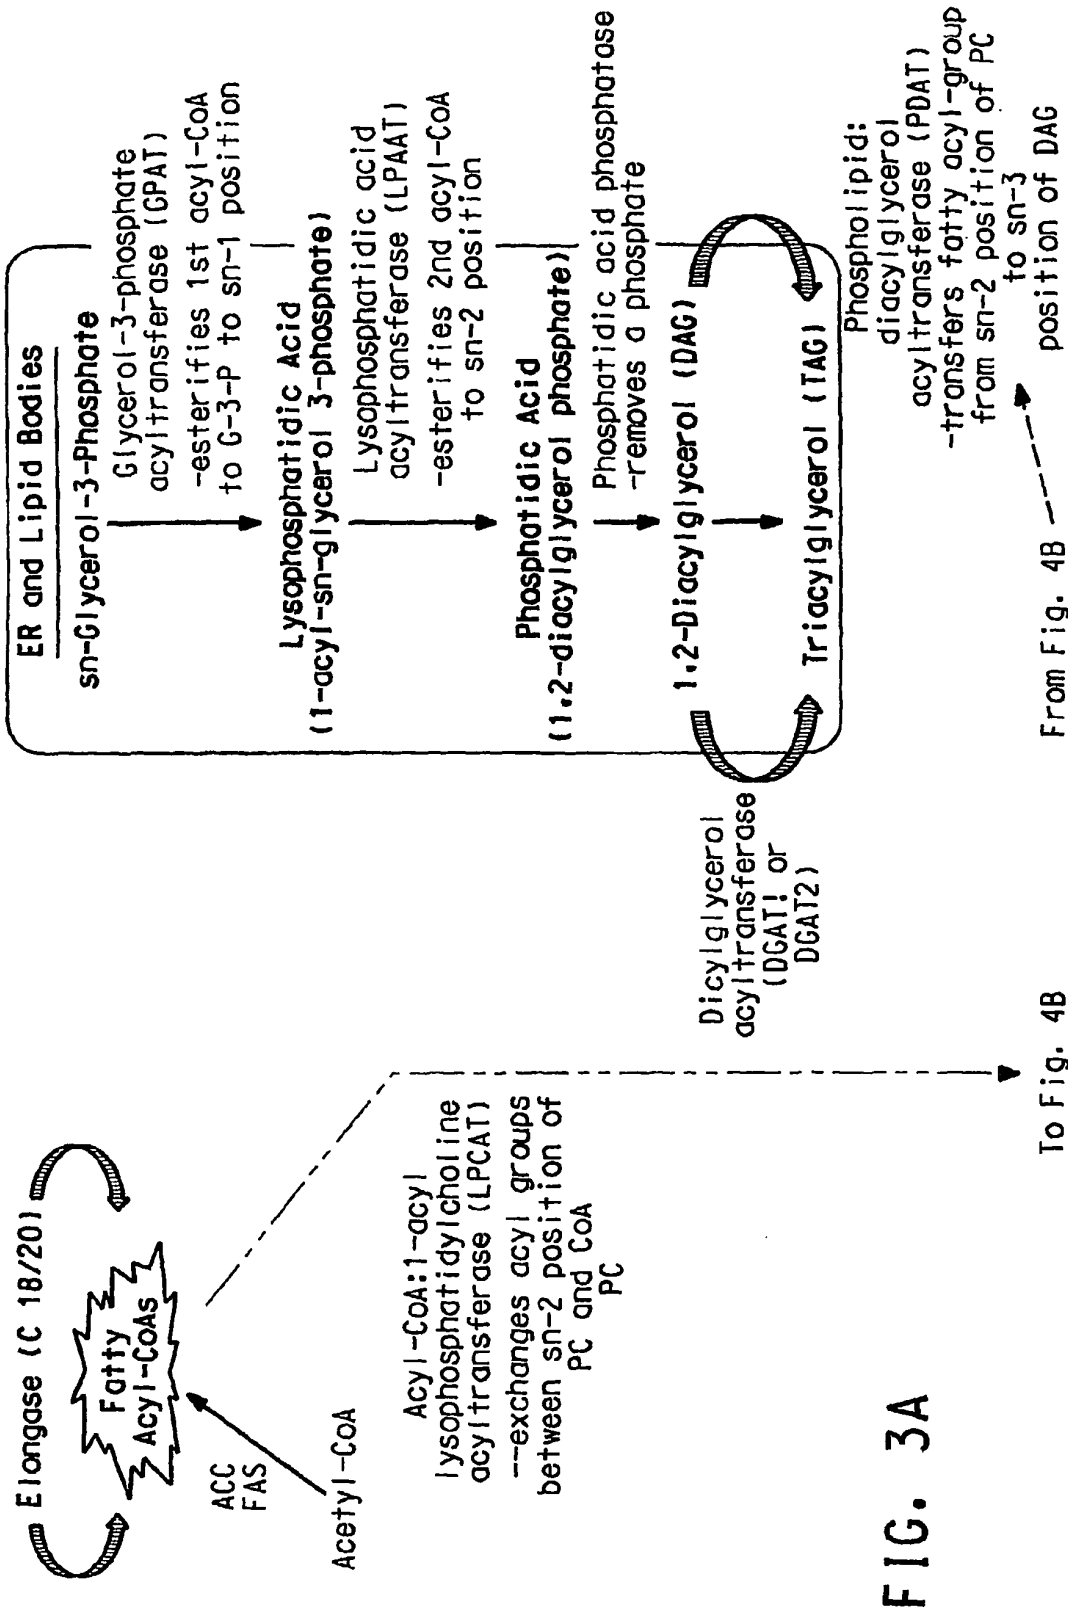 Elongase (C 18/20)
Fatty
Acyl-CoAs
ACC
FAS
Acetyl-CoA
Acyl-CoA:1-acyl
lysophosphatidylcholine
acyltransferase (LPCAT)
--exchanges acyl groups
between sn-2 position of
PC and CoA
PC
To Fig. 4B
ER and Lipid Bodies
sn-Glycerol-3-Phosphate
Glycerol-3-phosphate
acyltransferase (GPAT)
-esterifies 1st acyl-CoA
to G-3-P to sn-1 position
Lysophosphatidic Acid
(1-acyl-sn-glycerol 3-phosphate)
Lysophosphatidic acid
acyltransferase (LPAAT)
-esterifies 2nd acyl-CoA
to sn-2 position
Phosphatidic Acid
(1,2-diacylglycerol phosphate)
Phosphatidic acid phosphatase
-removes a phosphate
1,2-Diacylglycerol (DAG)
Dicylglycerol
acyltransferase
(DGAT! or
DGAT2)
Triacylglycerol (TAG)
Phospholipid:
diacylglycerol
acyltransferase (PDAT)
-transfers fatty acyl-group
from sn-2 position of PC
to sn-3
position of DAG
From Fig. 4B
FIG. 3A